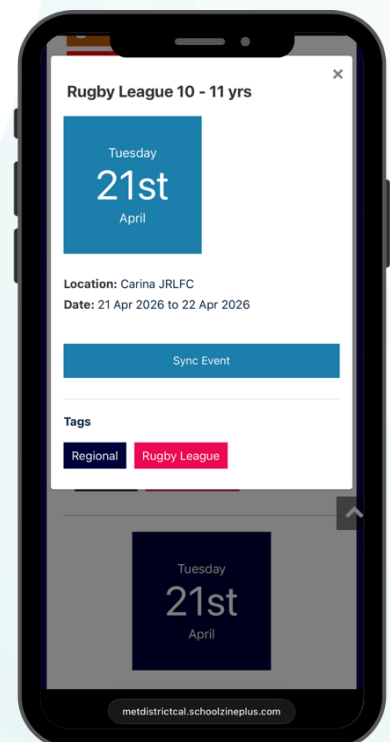 ×
Rugby League 10 - 11 yrs
Tuesday
21st
April
Location: Carina JRLFC
Date: 21 Apr 2026 to 22 Apr 2026
Sync Event
Tags
Regional Rugby League
Tuesday
21st
April
metdistrictcal.schoolzineplus.com